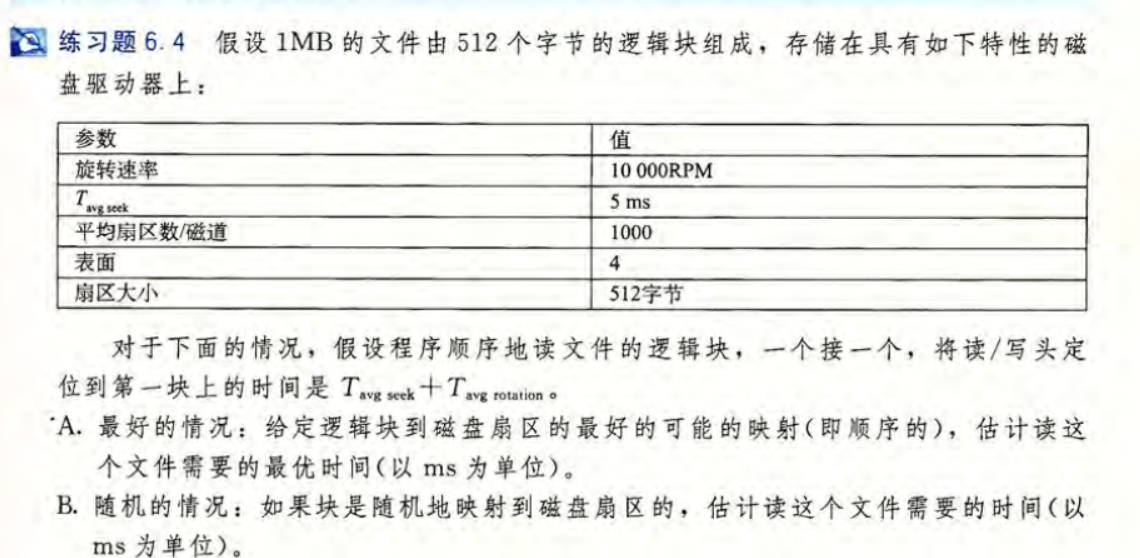 练习题 6.4 假设 1MB 的文件由 512 个字节的逻辑块组成，存储在具有如下特性的磁
盘驱动器上：
参数 值
旋转速率 10 000RPM
T avg seek 5 ms
平均扇区数/磁道 1000
表面 4
扇区大小 512字节
对于下面的情况，假设程序顺序地读文件的逻辑块，一个接一个，将读/写头定
位到第一块上的时间是 T avg seek + T avg rotation。
A. 最好的情况：给定逻辑块到磁盘扇区的最好的可能的映射(即顺序的)，估计读这
个文件需要的最优时间(以 ms 为单位)。
B. 随机的情况：如果块是随机地映射到磁盘扇区的，估计读这个文件需要的时间(以
ms 为单位)。